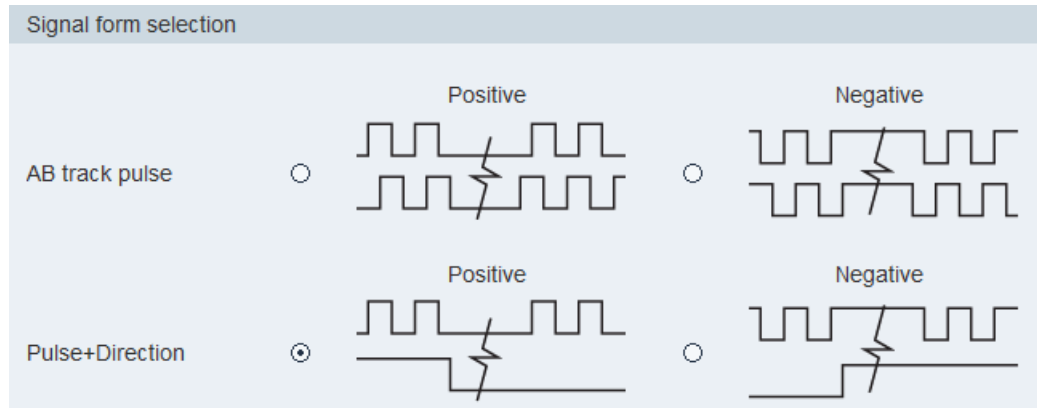 Signal form selection
Positive
Negative
AB track pulse
Positive
Negative
Pulse+Direction